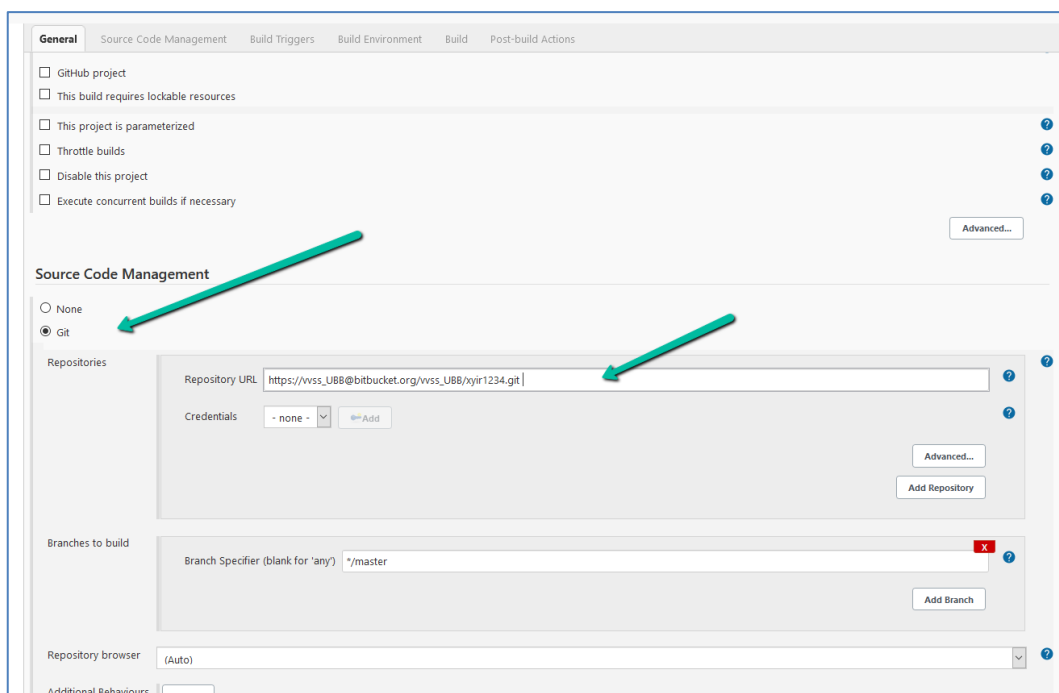 General Source Code Management Build Triggers Build Environment Build Post-build Actions
GitHub project
This build requires lockable resources
This project is parameterized
Throttle builds
Disable this project
Execute concurrent builds if necessary
Advanced...
Source Code Management
None
Git
Repositories
Repository URL https://vvss_UBB@bitbucket.org/vvss_UBB/xyir1234.git
Credentials - none - Add
Advanced...
Add Repository
Branches to build
X
Branch Specifier (blank for 'any') */master
Add Branch
Repository browser (Auto)
Additional Behaviours